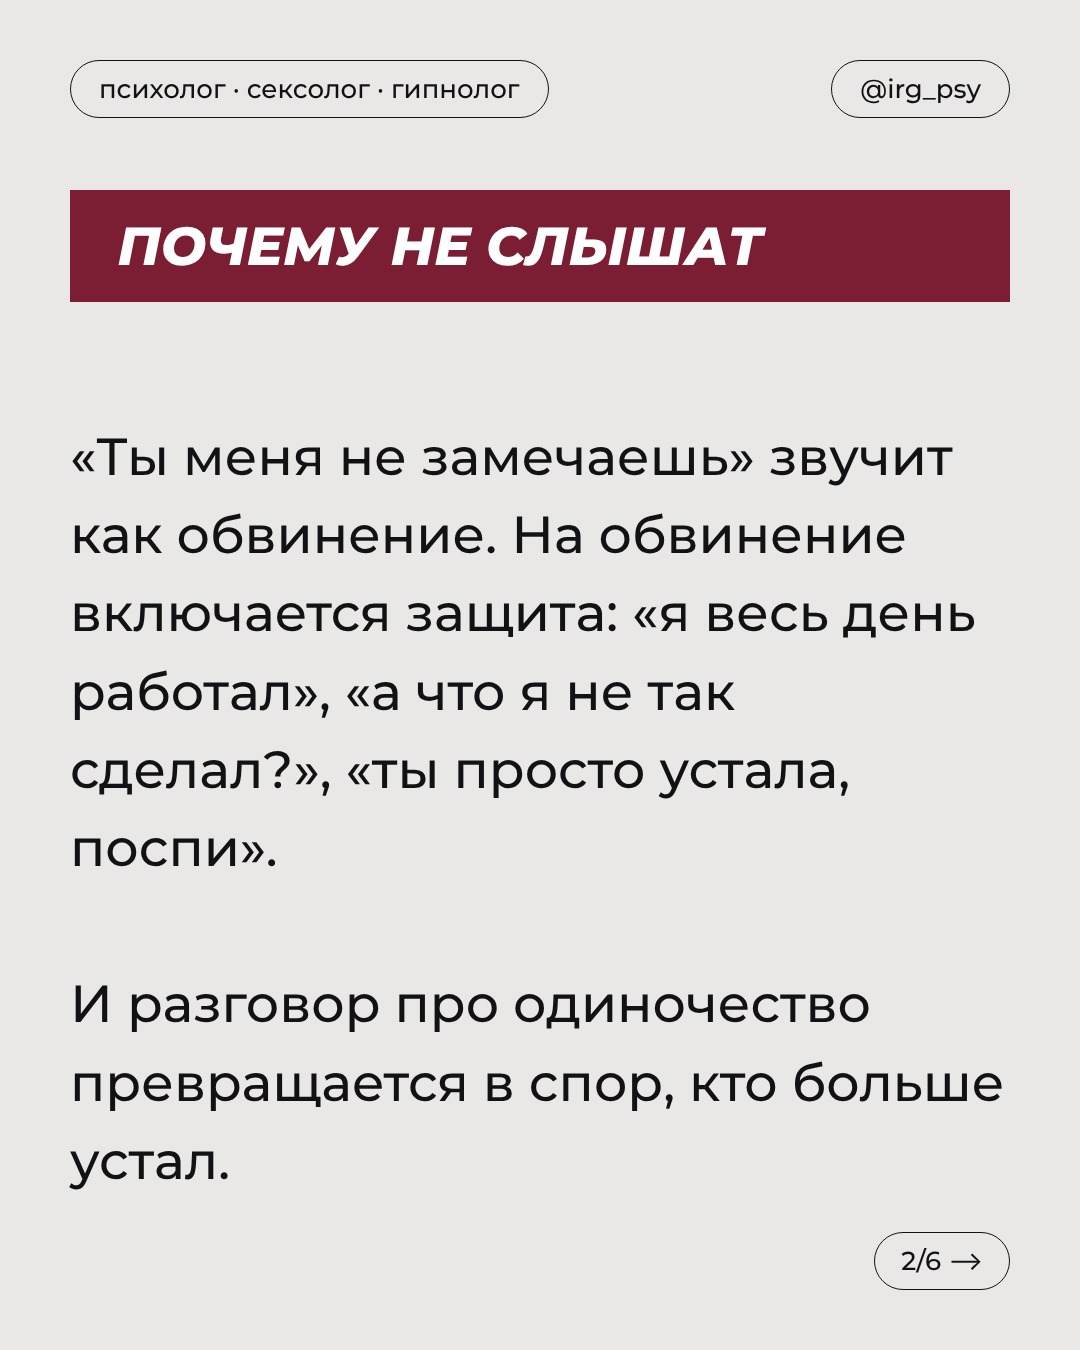 психолог · сексолог · гипнолог
@irg_psy
ПОЧЕМУ НЕ СЛЫШАТ
«Ты меня не замечаешь» звучит
как обвинение. На обвинение
включается защита: «я весь день
работал», «а что я не так
сделал?», «ты просто устала,
поспи».
И разговор про одиночество
превращается в спор, кто больше
устал.
2/6 →